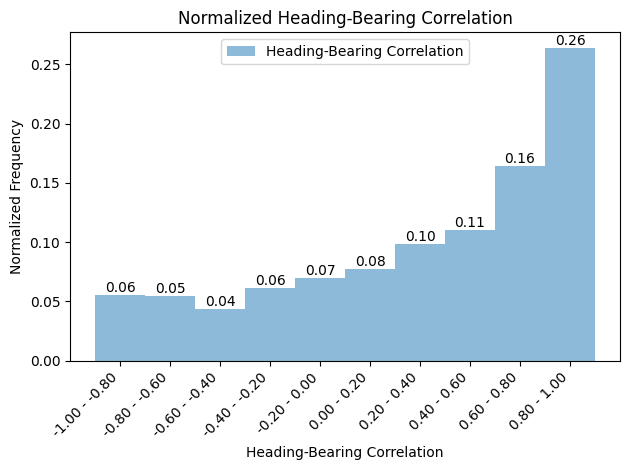 Normalized Heading-Bearing Correlation
Heading-Bearing Correlation
Normalized Frequency
0.25
0.20
0.15
0.10
0.05
0.00
0.06
0.05
0.04
0.06
0.07
0.08
0.10
0.11
0.16
0.26
-1.00 - -0.80
-0.80 - -0.60
-0.60 - -0.40
-0.40 - -0.20
-0.20 - 0.00
0.00 - 0.20
0.20 - 0.40
0.40 - 0.60
0.60 - 0.80
0.80 - 1.00
Heading-Bearing Correlation